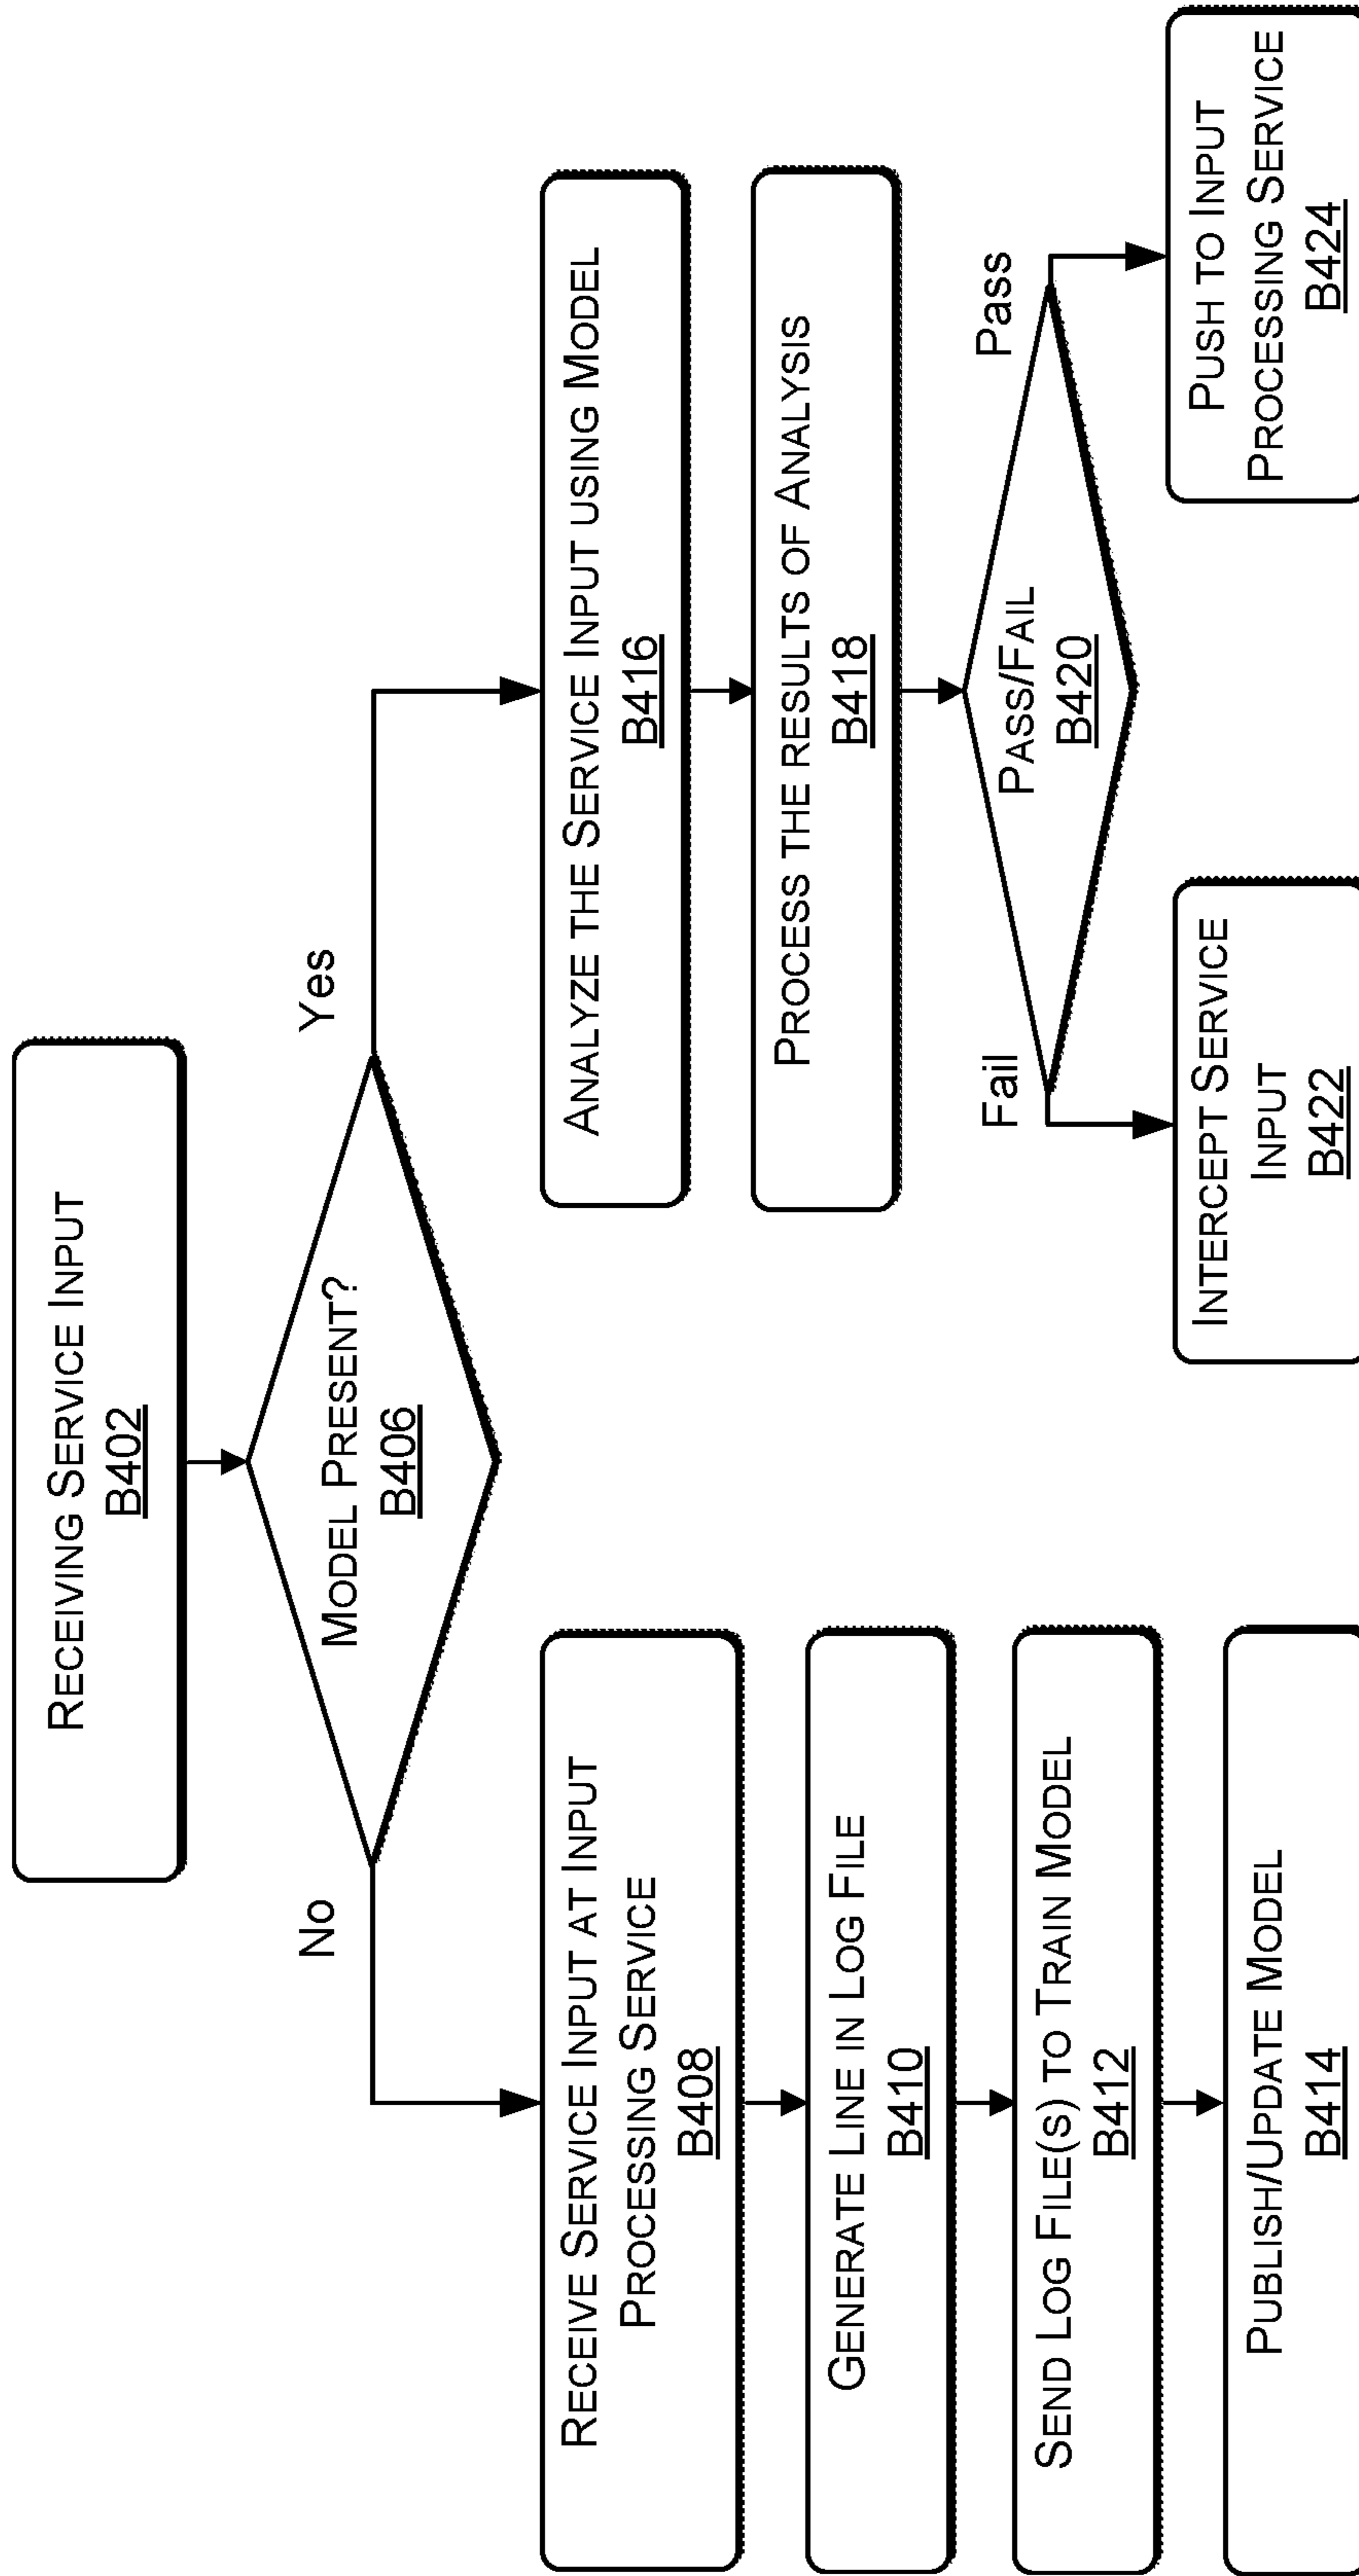 RECEIVING SERVICE INPUT
B402
MODEL PRESENT?
B406
No
Yes
RECEIVE SERVICE INPUT AT INPUT
PROCESSING SERVICE
B408
GENERATE LINE IN LOG FILE
B410
SEND LOG FILE(S) TO TRAIN MODEL
B412
PUBLISH/UPDATE MODEL
B414
ANALYZE THE SERVICE INPUT USING MODEL
B416
PROCESS THE RESULTS OF ANALYSIS
B418
PASS/FAIL
B420
Fail
Pass
INTERCEPT SERVICE
INPUT
B422
PUSH TO INPUT
PROCESSING SERVICE
B424